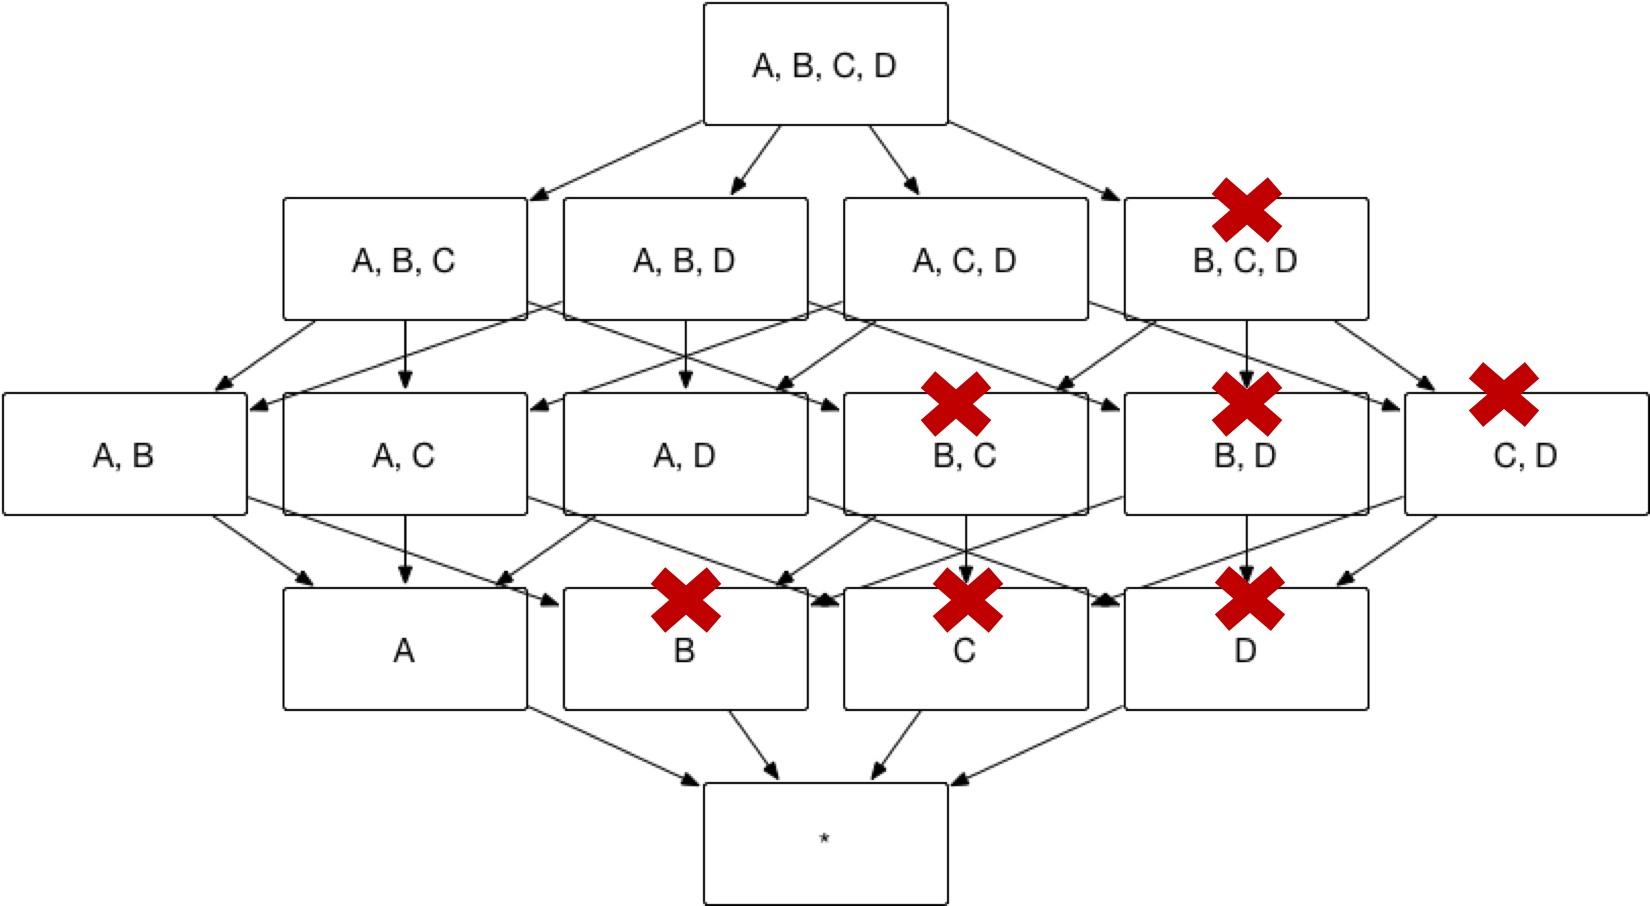 A, B, C, D
A, B, C
A, B, D
A, C, D
B, C, D
A, B
A, C
A, D
B, C
B, D
C, D
A
B
C
D
*